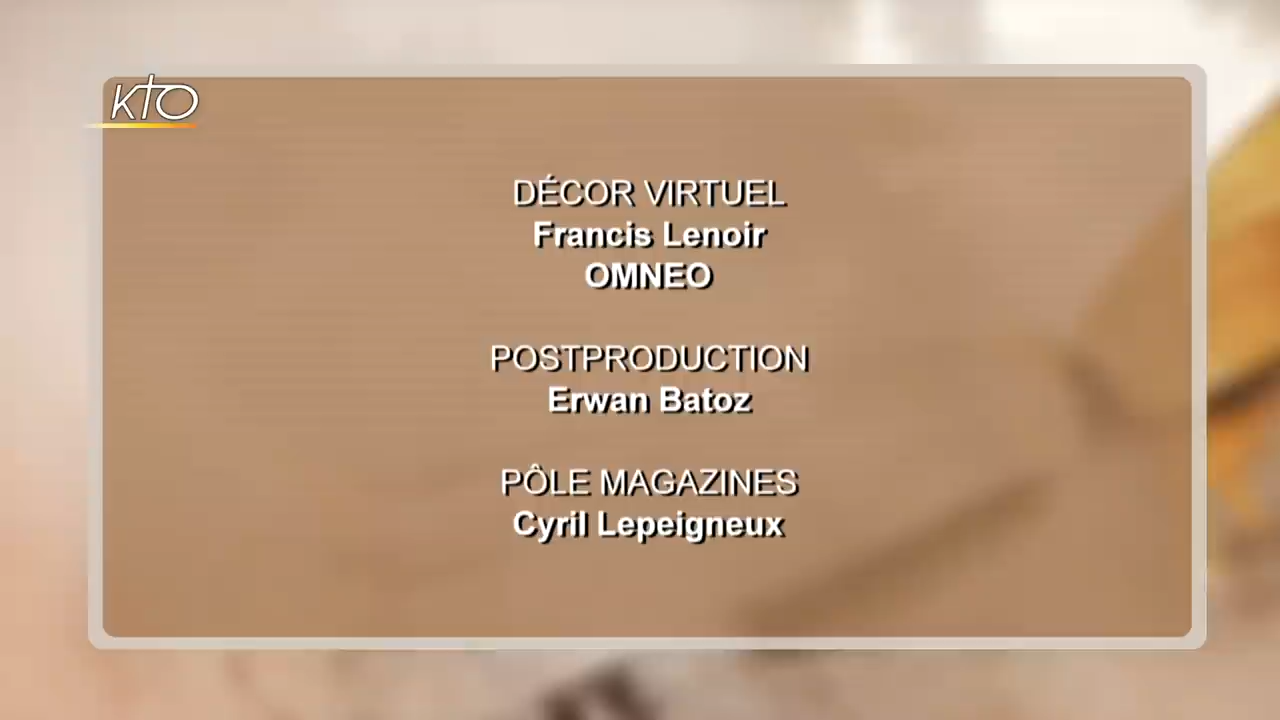 KTO
DÉCOR VIRTUEL
Francis Lenoir
OMNEO
POSTPRODUCTION
Erwan Batoz
PÔLE MAGAZINES
Cyril Lepeigneux